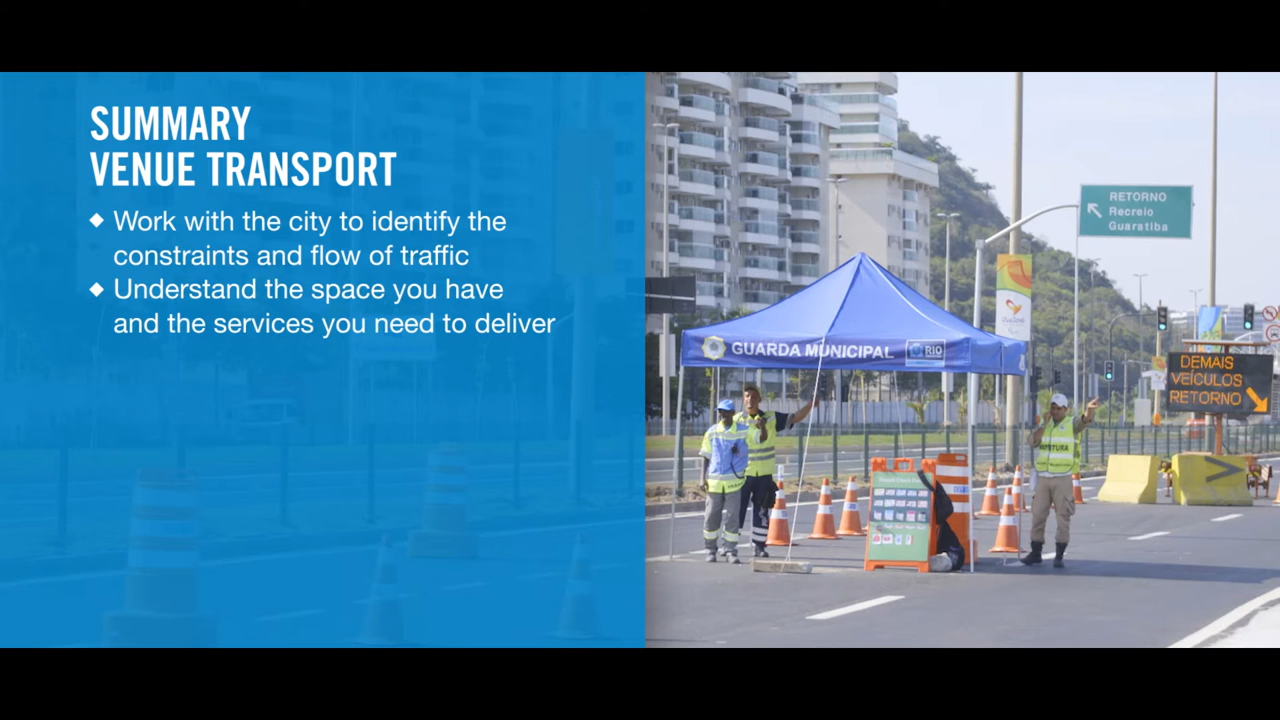 SUMMARY
VENUE TRANSPORT
Work with the city to identify the
constraints and flow of traffic
Understand the space you have
and the services you need to deliver
RETORNO
Recreio
Guaratiba
GUARDA MUNICIPAL
RIO
DEMAIS
VEÍCULOS
RETORNO